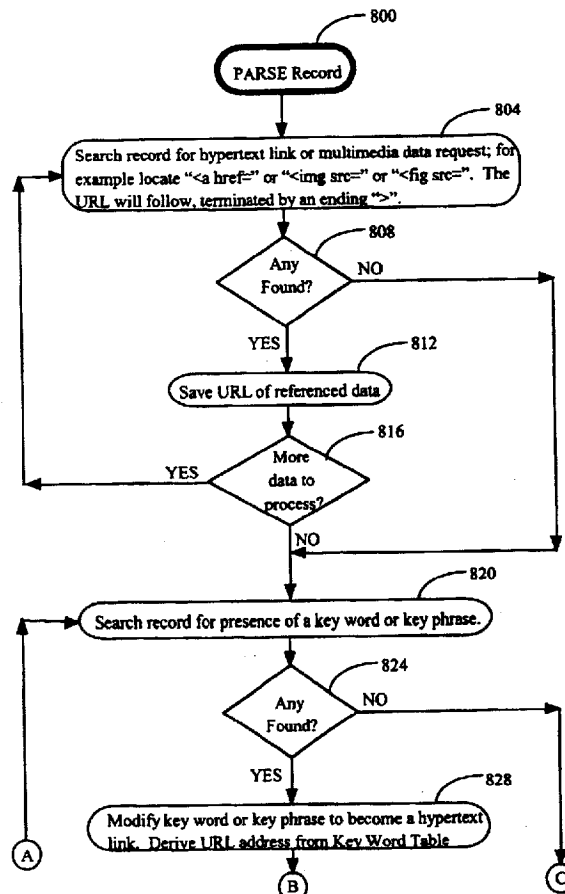 800
PARSE Record
804
Search record for hypertext link or multimedia data request; for
example locate “<a href=” or “<img src=” or “<fig src=”. The
URL will follow, terminated by an ending “>”.
808
Any
Found?
NO
YES
812
Save URL of referenced data
816
More
data to
process?
YES
NO
820
Search record for presence of a key word or key phrase.
824
Any
Found?
NO
YES
828
Modify key word or key phrase to become a hypertext
link. Derive URL address from Key Word Table
A
B
C